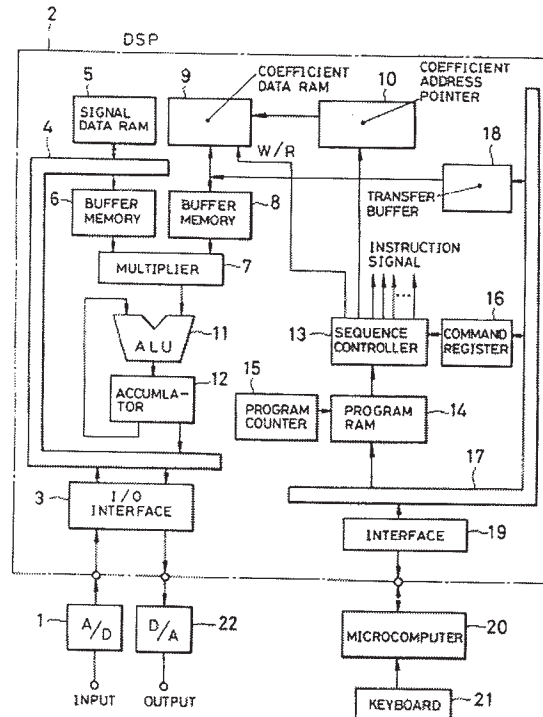 2
DSP
5
SIGNAL
DATA RAM
9
COEFFICIENT
DATA RAM
10
COEFFICIENT
ADDRESS
POINTER
4
W/R
18
TRANSFER
BUFFER
6
BUFFER
MEMORY
BUFFER
MEMORY
8
MULTIPLIER
7
INSTRUCTION
SIGNAL
ALU
11
13
SEQUENCE
CONTROLLER
16
COMMAND
REGISTER
12
ACCUMLA-
TOR
15
PROGRAM
COUNTER
PROGRAM
RAM
14
17
3
I/O
INTERFACE
INTERFACE
19
1
A/D
D/A
22
MICROCOMPUTER
20
INPUT
OUTPUT
KEYBOARD
21